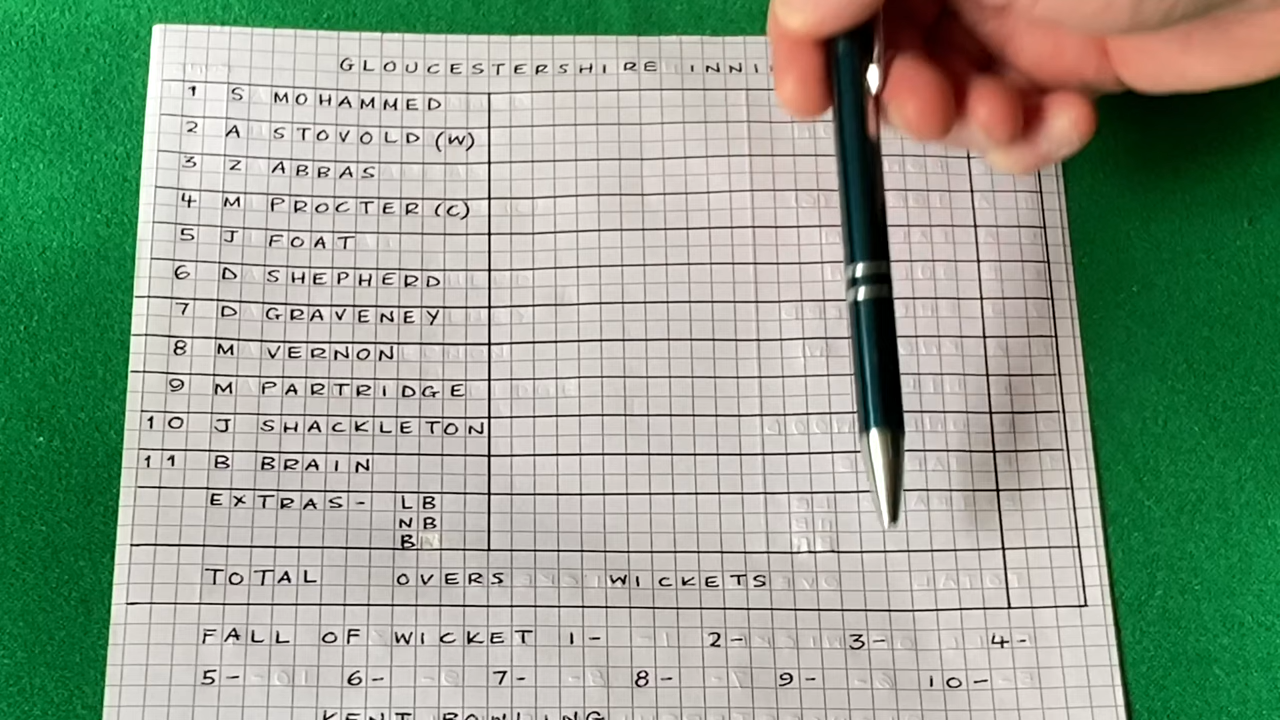 GLOUCESTERSHIRE INNI
1 S MOHAMMED
2 A STOVOLD (W)
3 Z ABBAS
4 M PROCTER (C)
5 J FOAT
6 D SHEPHERD
7 D GRAVENEY
8 M VERNON
9 M PARTRIDGE
10 J SHACKLETON
11 B BRAIN
EXTRAS- LB
NB
B
TOTAL OVERS WICKETS
FALL OF WICKET 1- 2- 3- 4-
5- 6- 7- 8- 9- 10-
KENT BOWLING